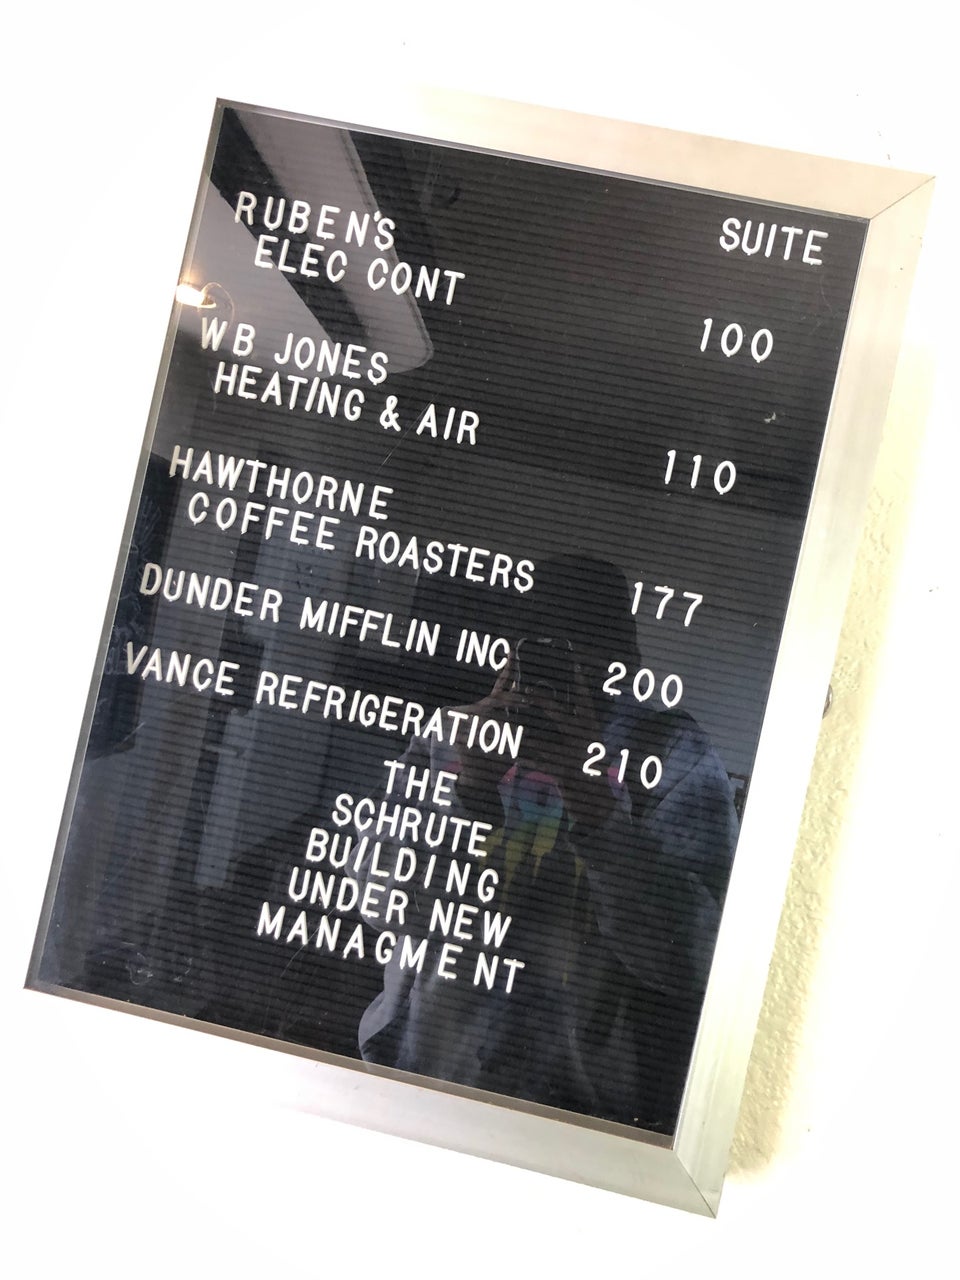 SUITE
RUBEN'S
ELEC CONT 100
WB JONES
HEATING & AIR 110
HAWTHORNE
COFFEE ROASTERS 177
DUNDER MIFFLIN INC 200
VANCE REFRIGERATION 210
THE
SCHRUTE
BUILDING
UNDER NEW
MANAGMENT